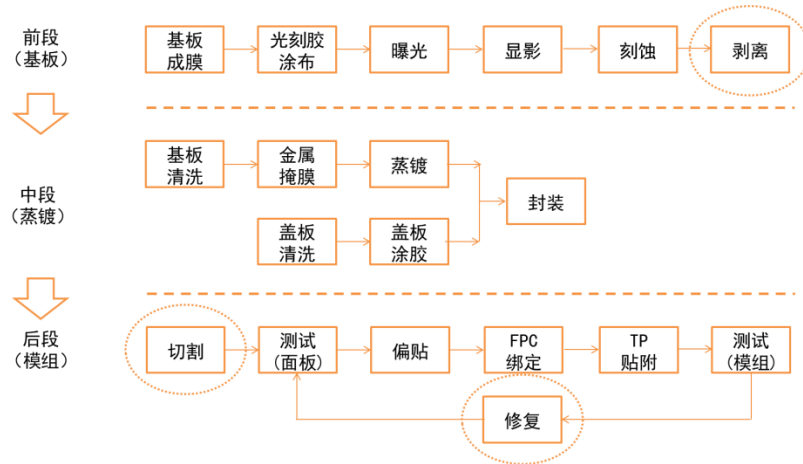 前段
（基板）
基板
成膜
光刻胶
涂布
曝光
显影
刻蚀
剥离
中段
（蒸镀）
基板
清洗
金属
掩膜
蒸镀
封装
盖板
清洗
盖板
涂胶
后段
（模组）
切割
测试
（面板）
偏贴
FPC
绑定
TP
贴附
测试
（模组）
修复